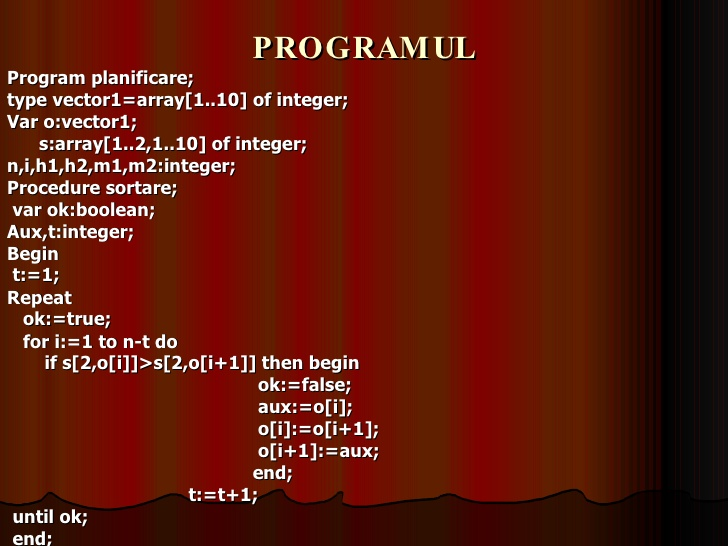 PROGRAMUL
Program planificare;
type vector1=array[1..10] of integer;
Var o:vector1;
s:array[1..2,1..10] of integer;
n,i,h1,h2,m1,m2:integer;
Procedure sortare;
var ok:boolean;
Aux,t:integer;
Begin
t:=1;
Repeat
ok:=true;
for i:=1 to n-t do
if s[2,o[i]]>s[2,o[i+1]] then begin
ok:=false;
aux:=o[i];
o[i]:=o[i+1];
o[i+1]:=aux;
end;
t:=t+1;
until ok;
end;